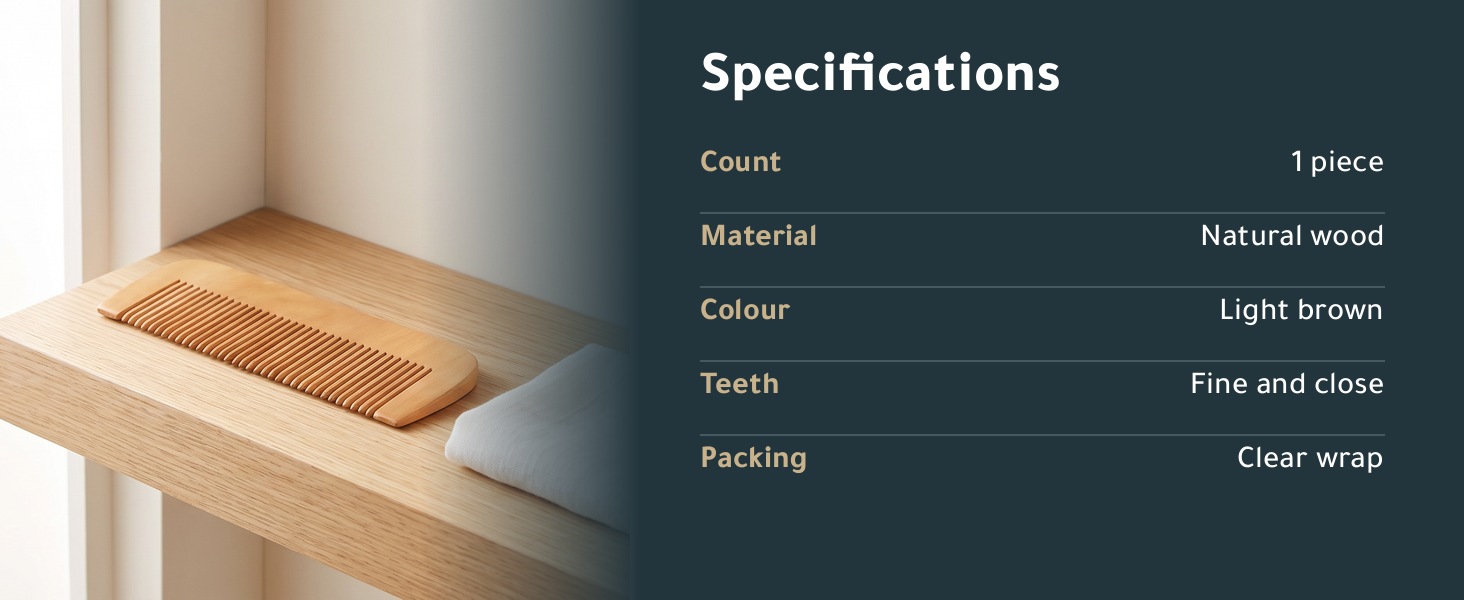 Specifications
Count 1 piece
Material Natural wood
Colour Light brown
Teeth Fine and close
Packing Clear wrap